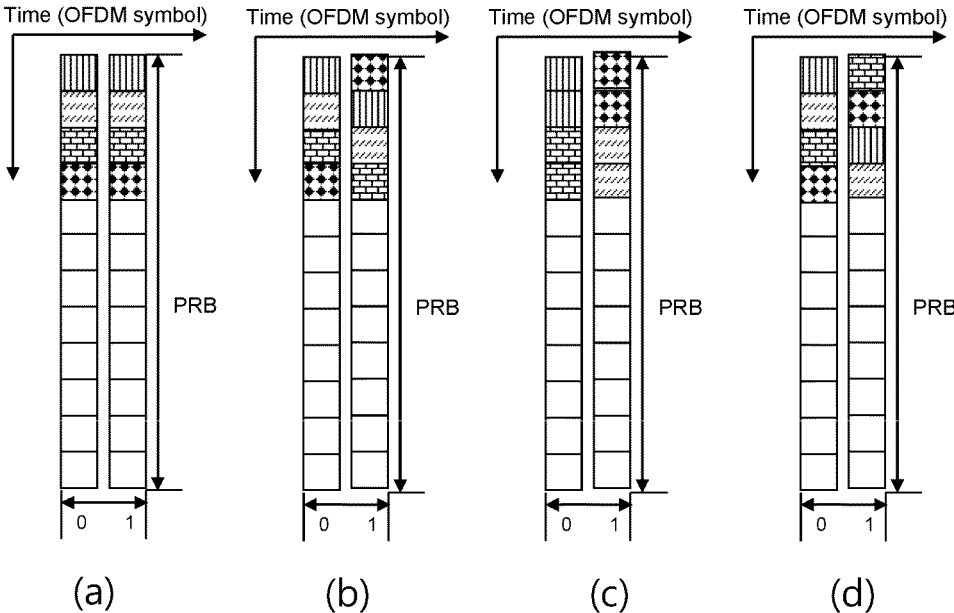 Time (OFDM symbol) Time (OFDM symbol) Time (OFDM symbol) Time (OFDM symbol)
PRB PRB PRB PRB
0 1 0 1 0 1 0 1
(a) (b) (c) (d)